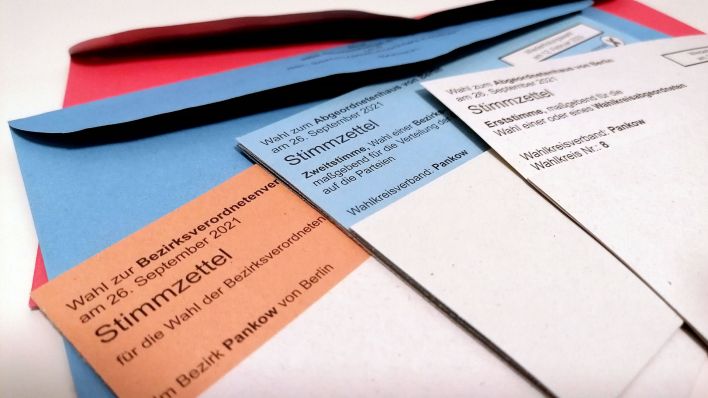 Wahl zur Bezirksverordnetenver
am 26. September 2021
Stimmzettel
für die Wahl der Bezirksverordneten
im Bezirk Pankow von Berlin
Wahl zum Abgeordnetenhaus von
am 26. September 2021
Stimmzettel
Zweitstimme, Wahl einer Bezirks
maßgebend für die Verteilung de
auf die Parteien
Wahlkreisverband: Pankow
Wahl zum Abgeordnetenhaus von Berlin
am 26. September 2021
Stimmzettel
Erststimme, maßgebend für die
Wahl einer oder eines Wahlkreisabgeordneten
Wahlkreisverband: Pankow
Wahlkreis Nr.: 8